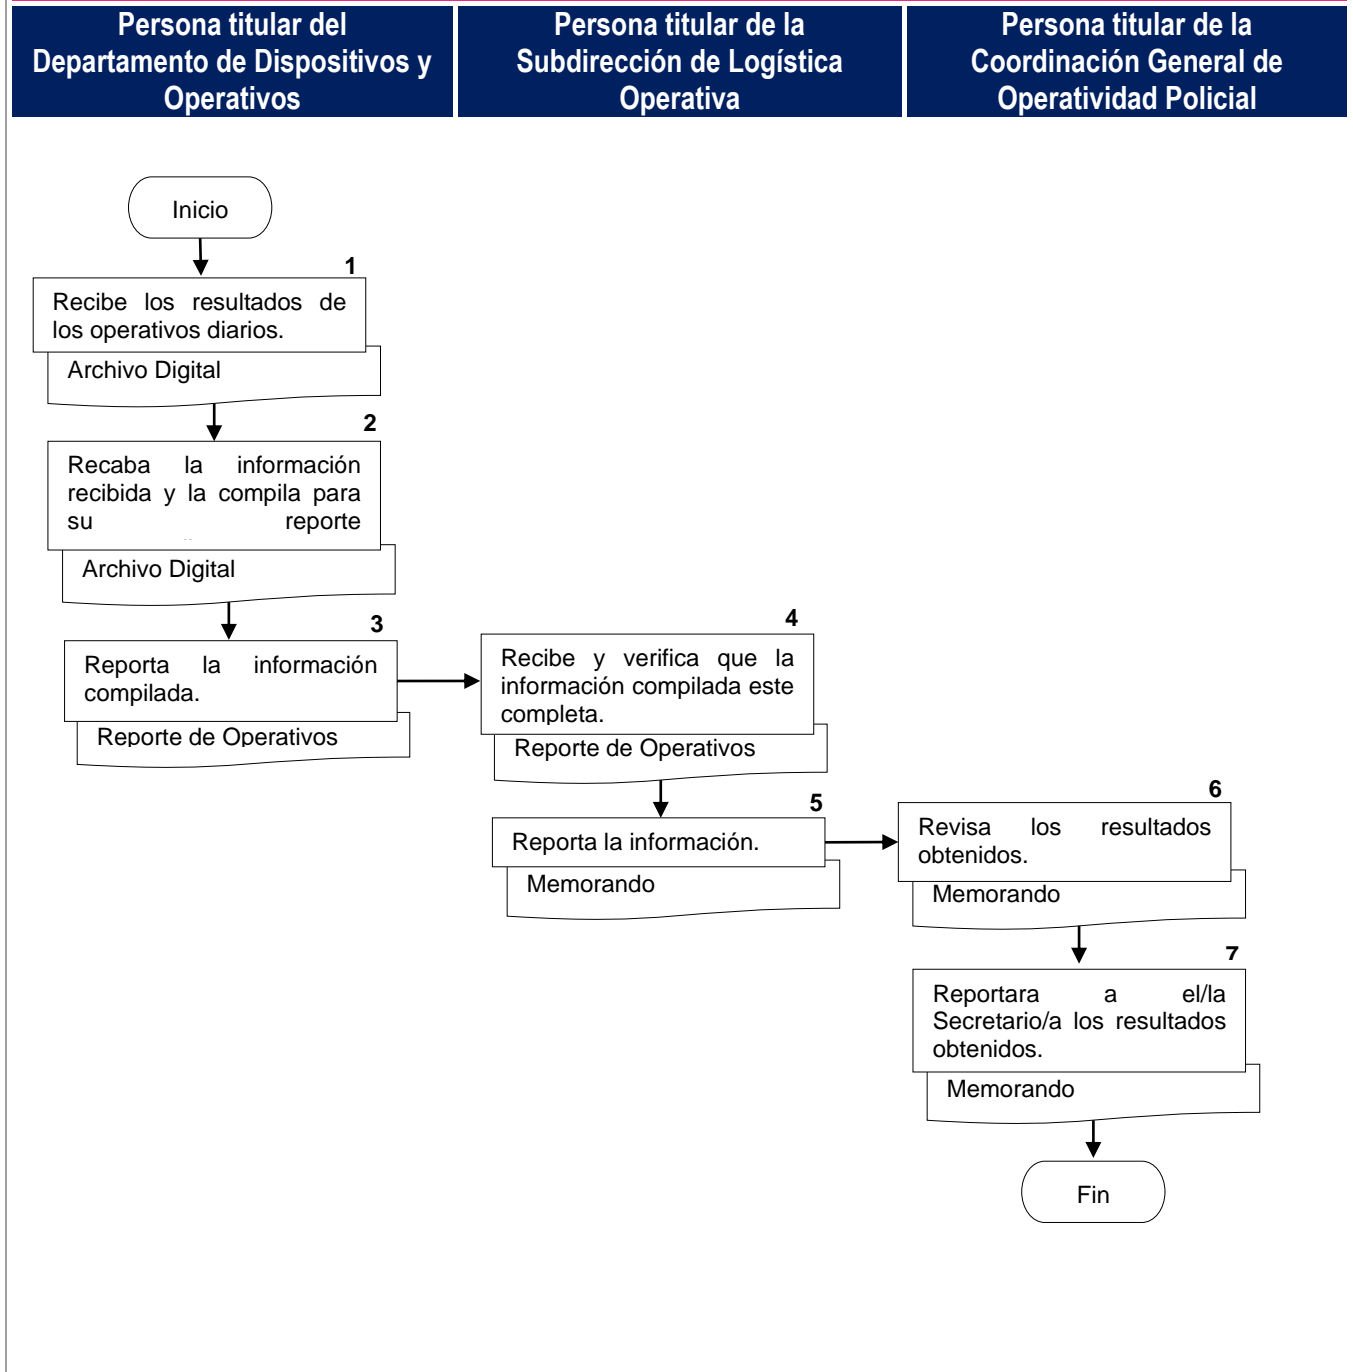 Persona titular del
Departamento de Dispositivos y
Operativos
Persona titular de la
Subdirección de Logística
Operativa
Persona titular de la
Coordinación General de
Operatividad Policial
Inicio
1
Recibe los resultados de
los operativos diarios.
Archivo Digital
2
Recaba la información
recibida y la compila para
su reporte
Archivo Digital
3
Reporta la información
compilada.
Reporte de Operativos
4
Recibe y verifica que la
información compilada este
completa.
Reporte de Operativos
5
Reporta la información.
Memorando
6
Revisa los resultados
obtenidos.
Memorando
7
Reportara a el/la
Secretario/a los resultados
obtenidos.
Memorando
Fin